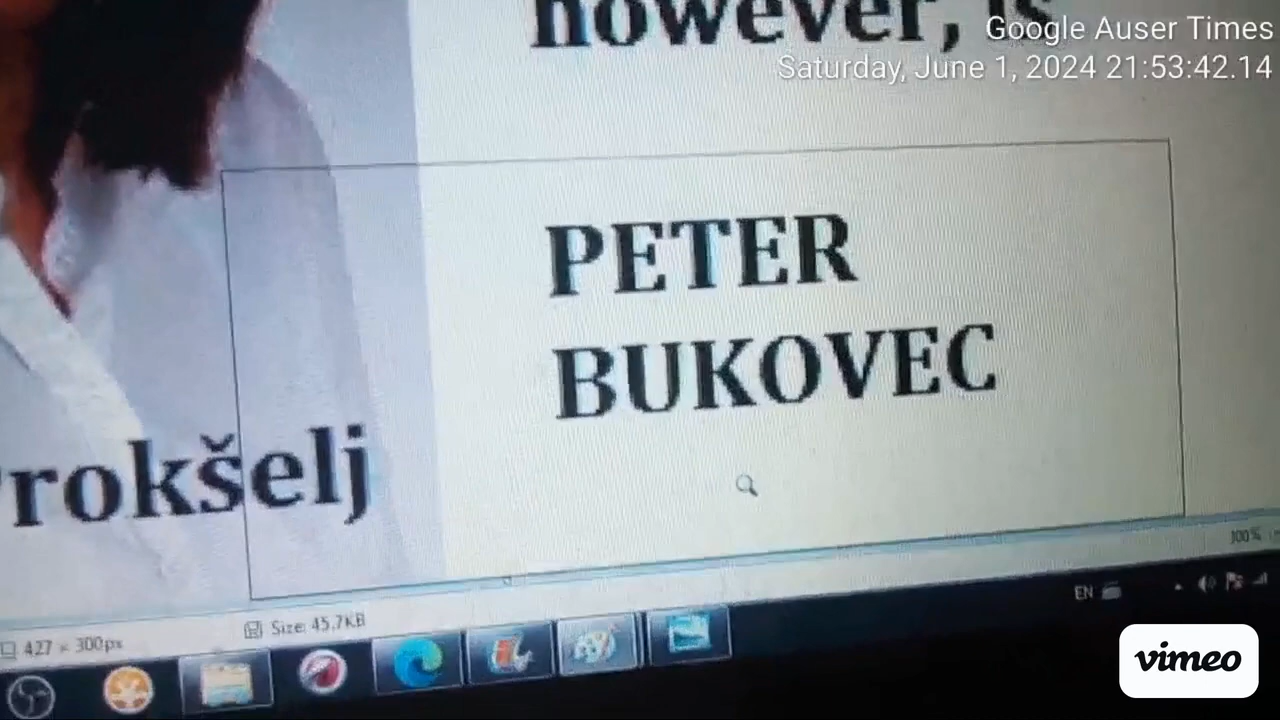 however, is
Google Auser Times
Saturday, June 1, 2024 21:53:42.14
PETER
BUKOVEC
rokšelj
100%
EN
427 × 300px
Size: 45.7KB
vimeo